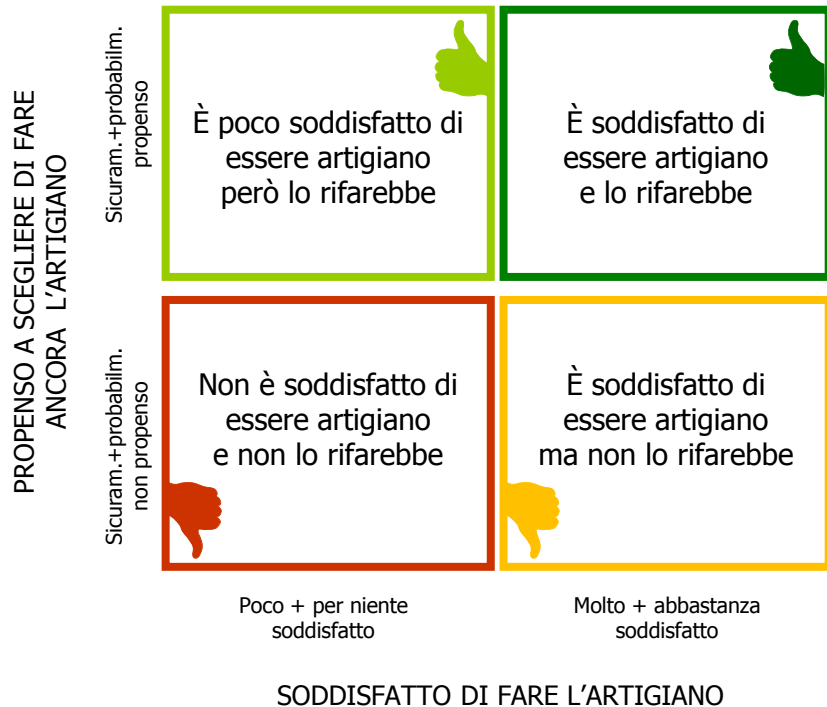 PROPENSO A SCEGLIERE DI FARE
ANCORA L'ARTIGIANO
Sicuram.+probabilm.
propenso
È poco soddisfatto di
essere artigiano
però lo rifarebbe
È soddisfatto di
essere artigiano
e lo rifarebbe
Sicuram.+probabilm.
non propenso
Non è soddisfatto di
essere artigiano
e non lo rifarebbe
È soddisfatto di
essere artigiano
ma non lo rifarebbe
Poco + per niente
soddisfatto
Molto + abbastanza
soddisfatto
SODDISFATTO DI FARE L'ARTIGIANO